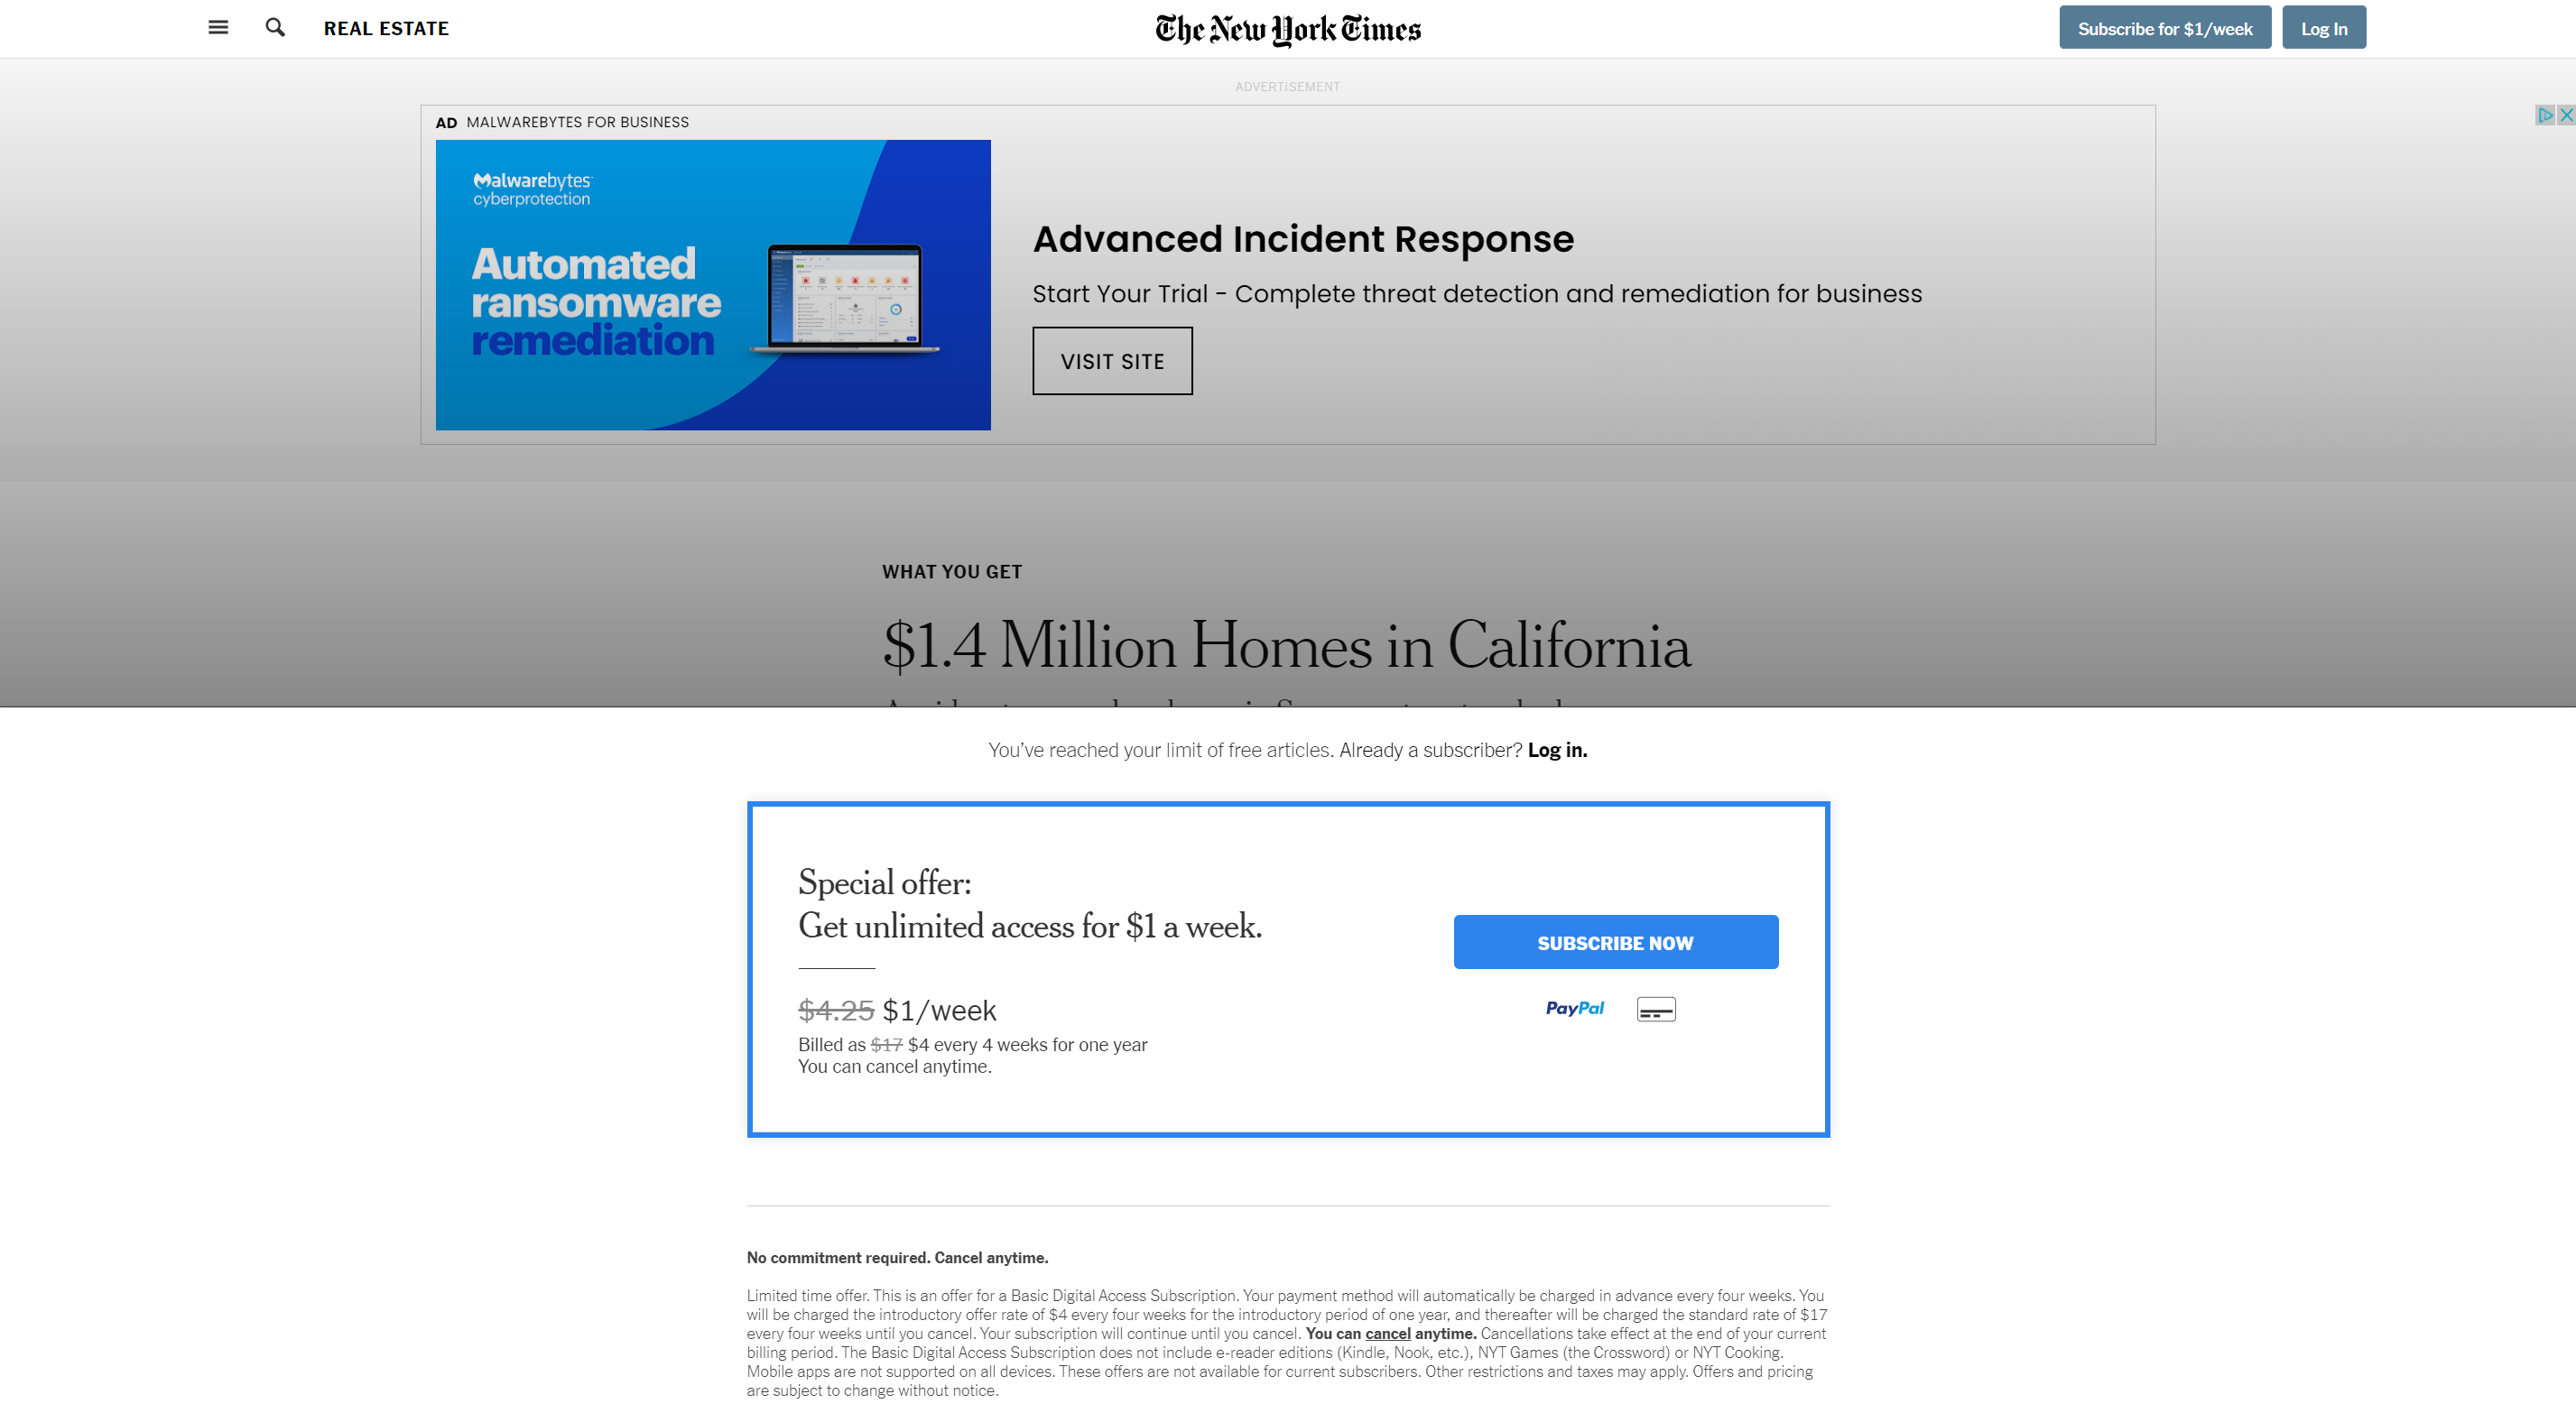 REAL ESTATE
The New York Times
Subscribe for $1/week
Log In
ADVERTISEMENT
AD MALWAREBYTES FOR BUSINESS
Malwarebytes
cyberprotection
Automated
ransomware
remediation
Advanced Incident Response
Start Your Trial - Complete threat detection and remediation for business
VISIT SITE
WHAT YOU GET
$1.4 Million Homes in California
You’ve reached your limit of free articles. Already a subscriber? Log in.
Special offer:
Get unlimited access for $1 a week.
$4.25 $1/week
Billed as $17 $4 every 4 weeks for one year
You can cancel anytime.
SUBSCRIBE NOW
PayPal
No commitment required. Cancel anytime.
Limited time offer. This is an offer for a Basic Digital Access Subscription. Your payment method will automatically be charged in advance every four weeks. You
will be charged the introductory offer rate of $4 every four weeks for the introductory period of one year, and thereafter will be charged the standard rate of $17
every four weeks until you cancel. Your subscription will continue until you cancel. You can cancel anytime. Cancellations take effect at the end of your current
billing period. The Basic Digital Access Subscription does not include e-reader editions (Kindle, Nook, etc.), NYT Games (the Crossword) or NYT Cooking.
Mobile apps are not supported on all devices. These offers are not available for current subscribers. Other restrictions and taxes may apply. Offers and pricing
are subject to change without notice.